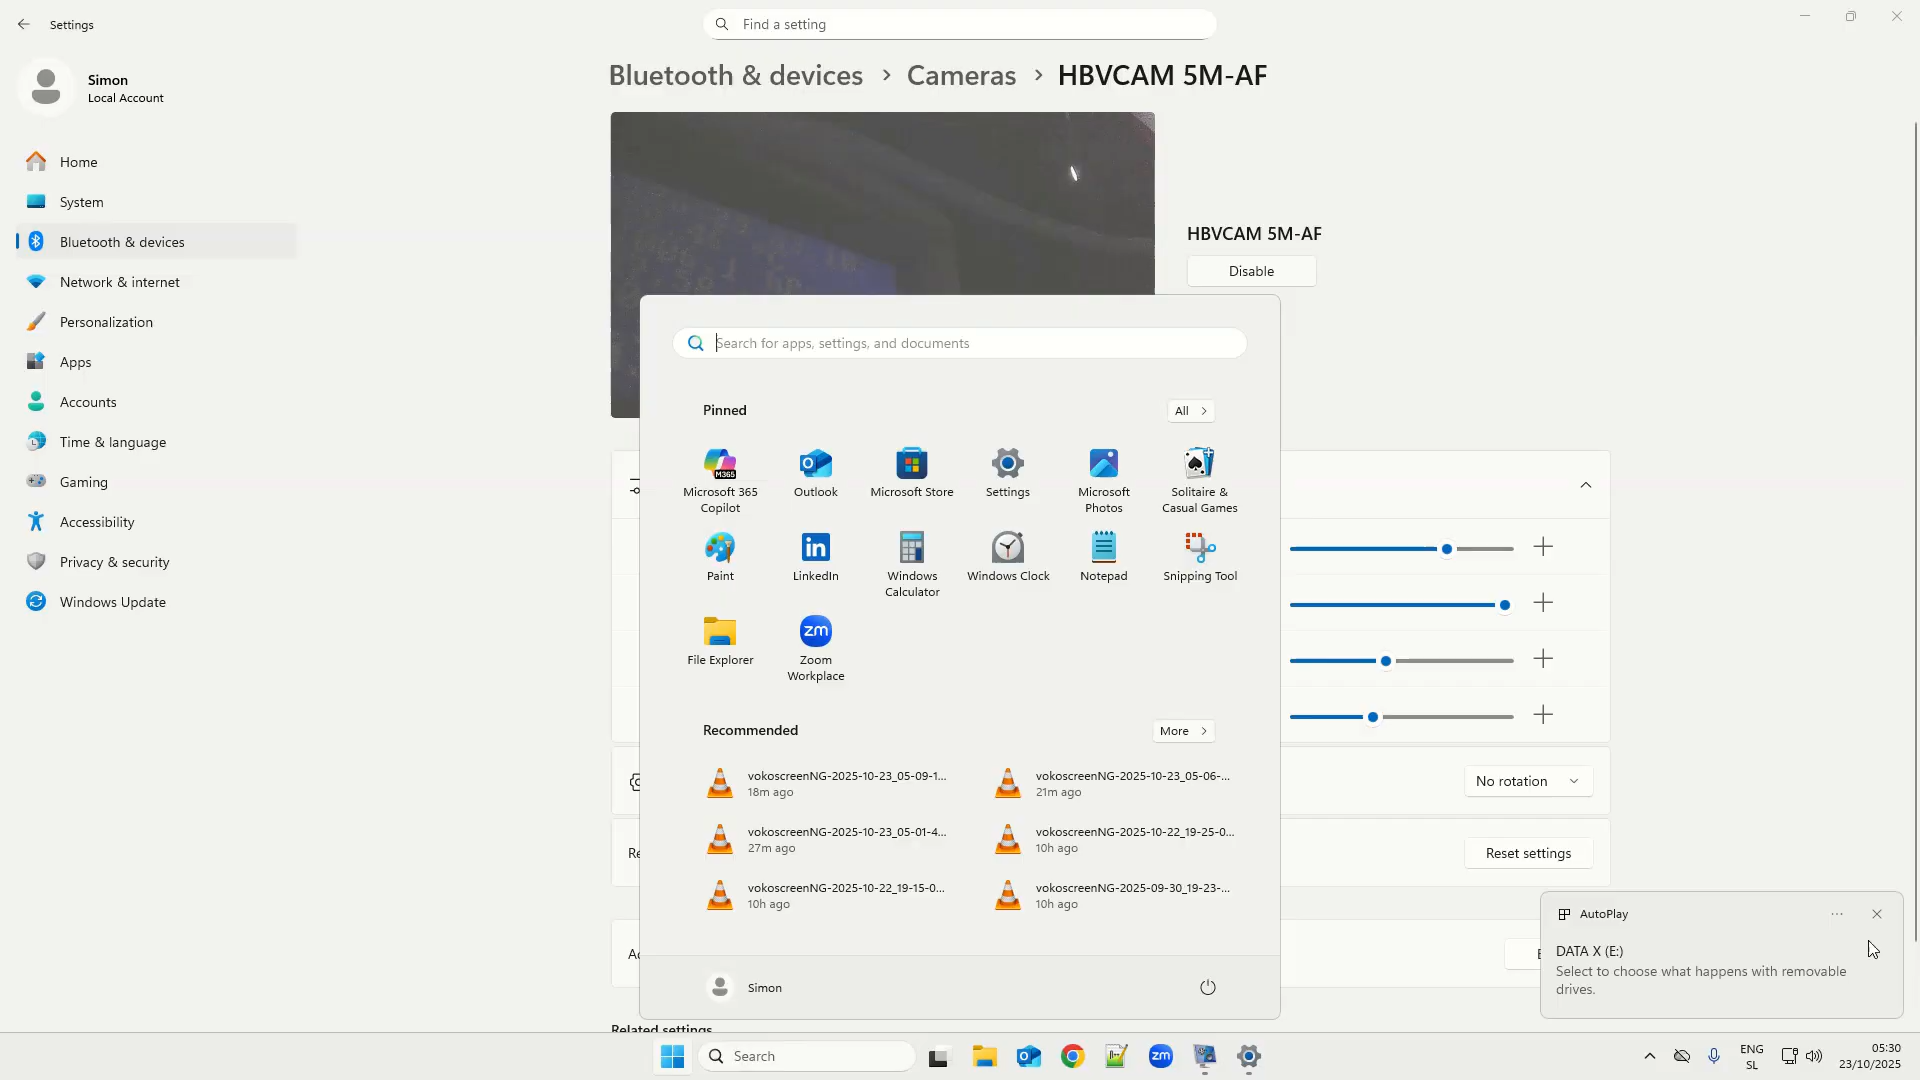 Settings
Find a setting
Simon
Local Account
Bluetooth & devices > Cameras > HBVCAM 5M-AF
Home
System
Bluetooth & devices
Network & internet
Personalization
Apps
Accounts
Time & language
Gaming
Accessibility
Privacy & security
Windows Update
HBVCAM 5M-AF
Disable
Search for apps, settings, and documents
Pinned
All >
Microsoft 365 Copilot
Outlook
Microsoft Store
Settings
Microsoft Photos
Solitaire & Casual Games
Paint
LinkedIn
Windows Calculator
Windows Clock
Notepad
Snipping Tool
File Explorer
Zoom Workplace
Recommended
More >
vokoscreenNG-2025-10-23_05-09-1...
18m ago
vokoscreenNG-2025-10-23_05-06-...
21m ago
vokoscreenNG-2025-10-23_05-01-4...
27m ago
vokoscreenNG-2025-10-22_19-25-0...
10h ago
vokoscreenNG-2025-10-22_19-15-0...
10h ago
vokoscreenNG-2025-09-30_19-23-...
10h ago
Simon
No rotation
Reset settings
AutoPlay
DATA X (E:)
Select to choose what happens with removable
drives.
Related settings
Search
ENG
SL
05:30
23/10/2025